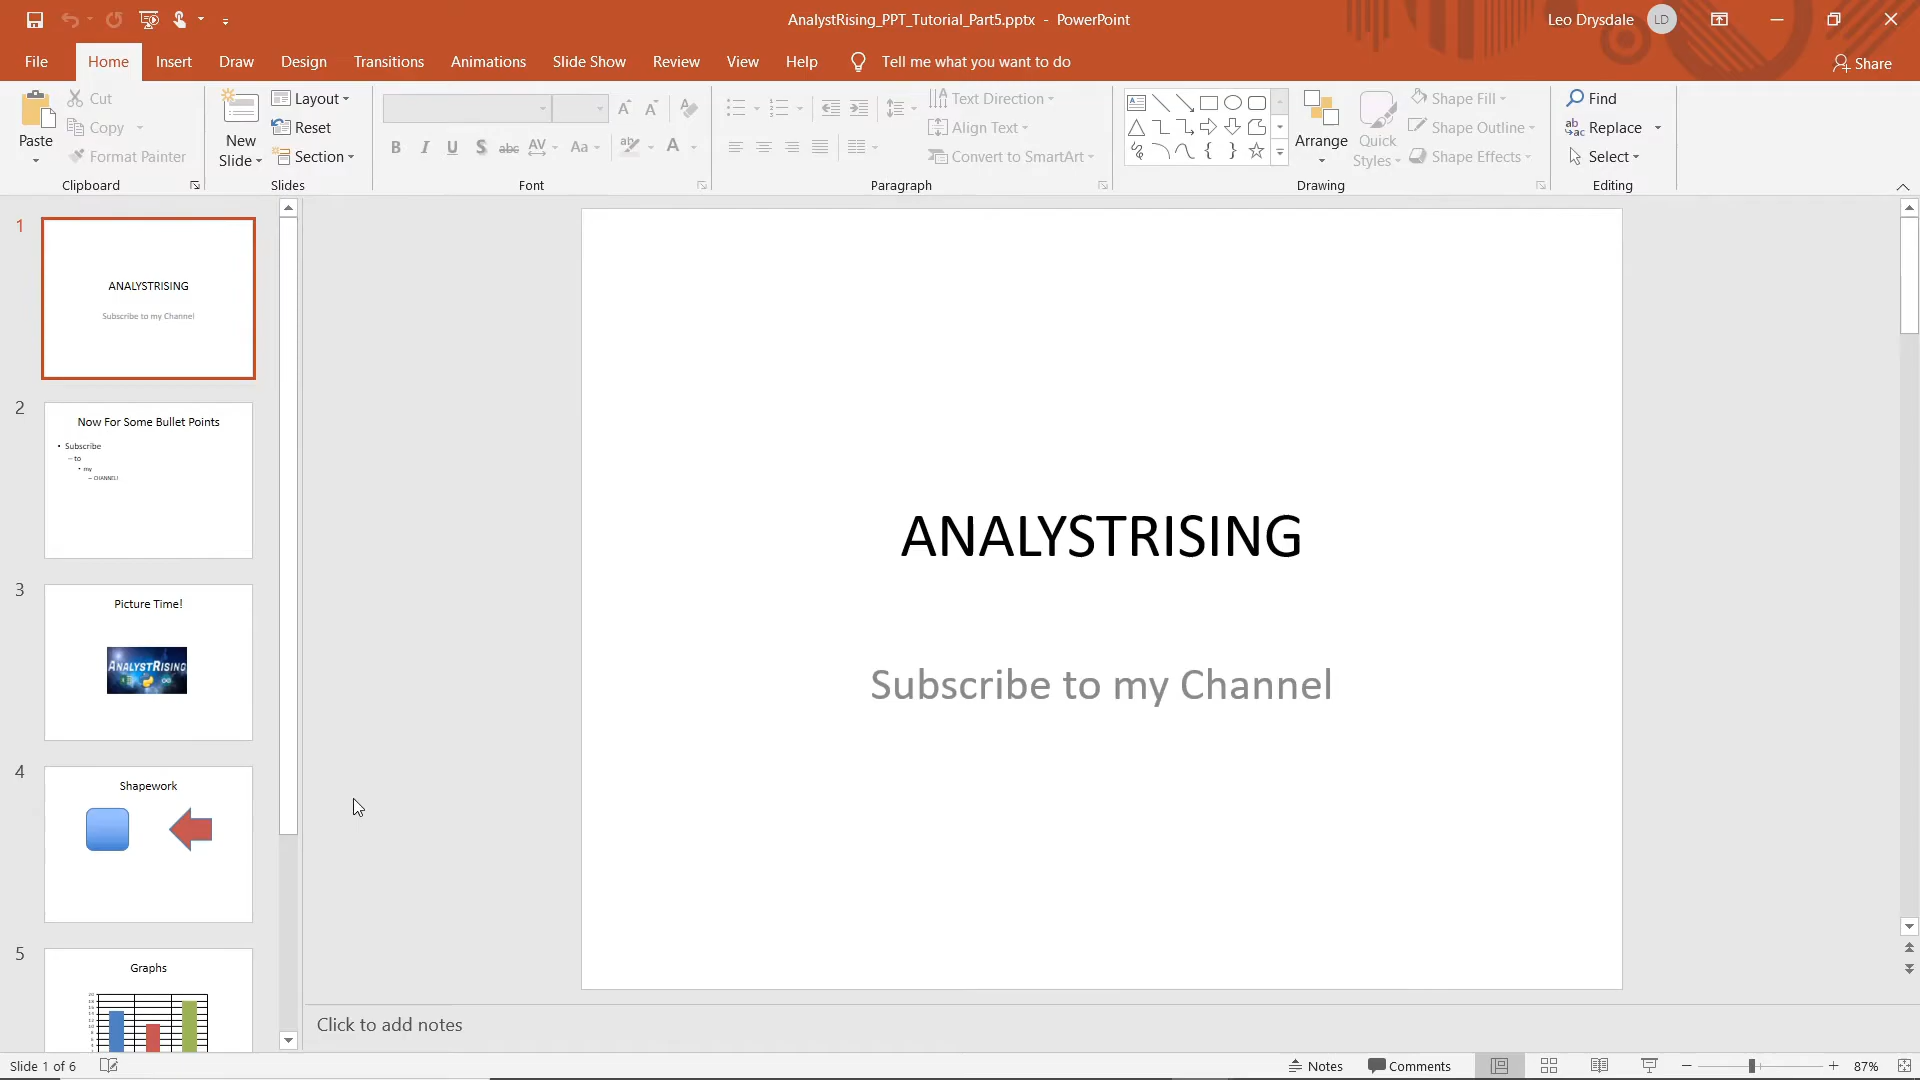 AnalystRising_PPT_Tutorial_Part5.pptx - PowerPoint
Leo Drysdale LD
File Home Insert Draw Design Transitions Animations Slide Show Review View Help Tell me what you want to do Share
Paste
Cut
Copy
Format Painter
Clipboard
New Slide
Layout
Reset
Section
Slides
B I U S abc AV Aa A
Font
Text Direction
Align Text
Convert to SmartArt
Paragraph
Arrange
Quick Styles
Shape Fill
Shape Outline
Shape Effects
Drawing
Find
Replace
Select
Editing
1
ANALYSTRISING
Subscribe to my Channel
2
Now For Some Bullet Points
• Subscribe
– to
• my
– CHANNEL!
3
Picture Time!
ANALYSTRISING
4
Shapework
5
Graphs
ANALYSTRISING
Subscribe to my Channel
Click to add notes
Slide 1 of 6
Notes Comments 87%